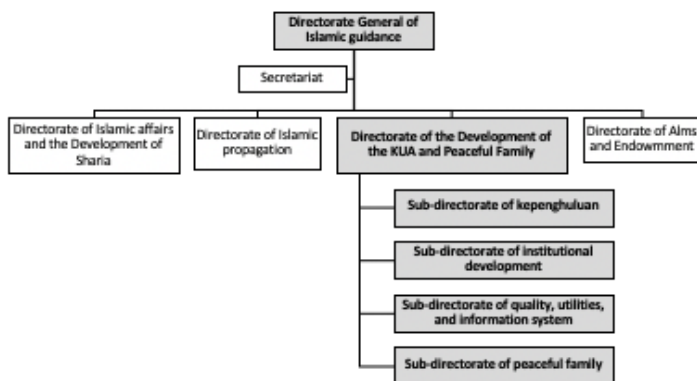 Directorate General of
Islamic guidance
Secretariat
Directorate of Islamic affairs
and the Development of
Sharia
Directorate of Islamic
propagation
Directorate of the Development of
the KUA and Peaceful Family
Directorate of Alms
and Endowmment
Sub-directorate of kepenghuluan
Sub-directorate of institutional
development
Sub-directorate of quality, utilities,
and information system
Sub-directorate of peaceful family